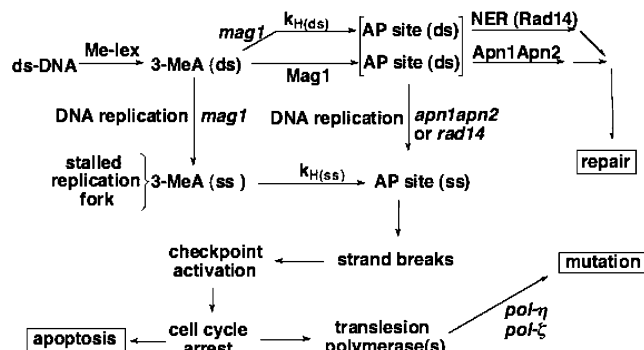 mag1 k_H(ds) AP site (ds) NER (Rad14)
ds-DNA Me-lex 3-MeA (ds) Mag1 AP site (ds) Apn1Apn2
DNA replication mag1 DNA replication apn1apn2
or rad14
repair
stalled
replication
fork
3-MeA (ss ) k_H(ss) AP site (ss)
checkpoint
activation
strand breaks
mutation
apoptosis
cell cycle
arrest
translesion
polymerase(s)
pol-η
pol-ζ